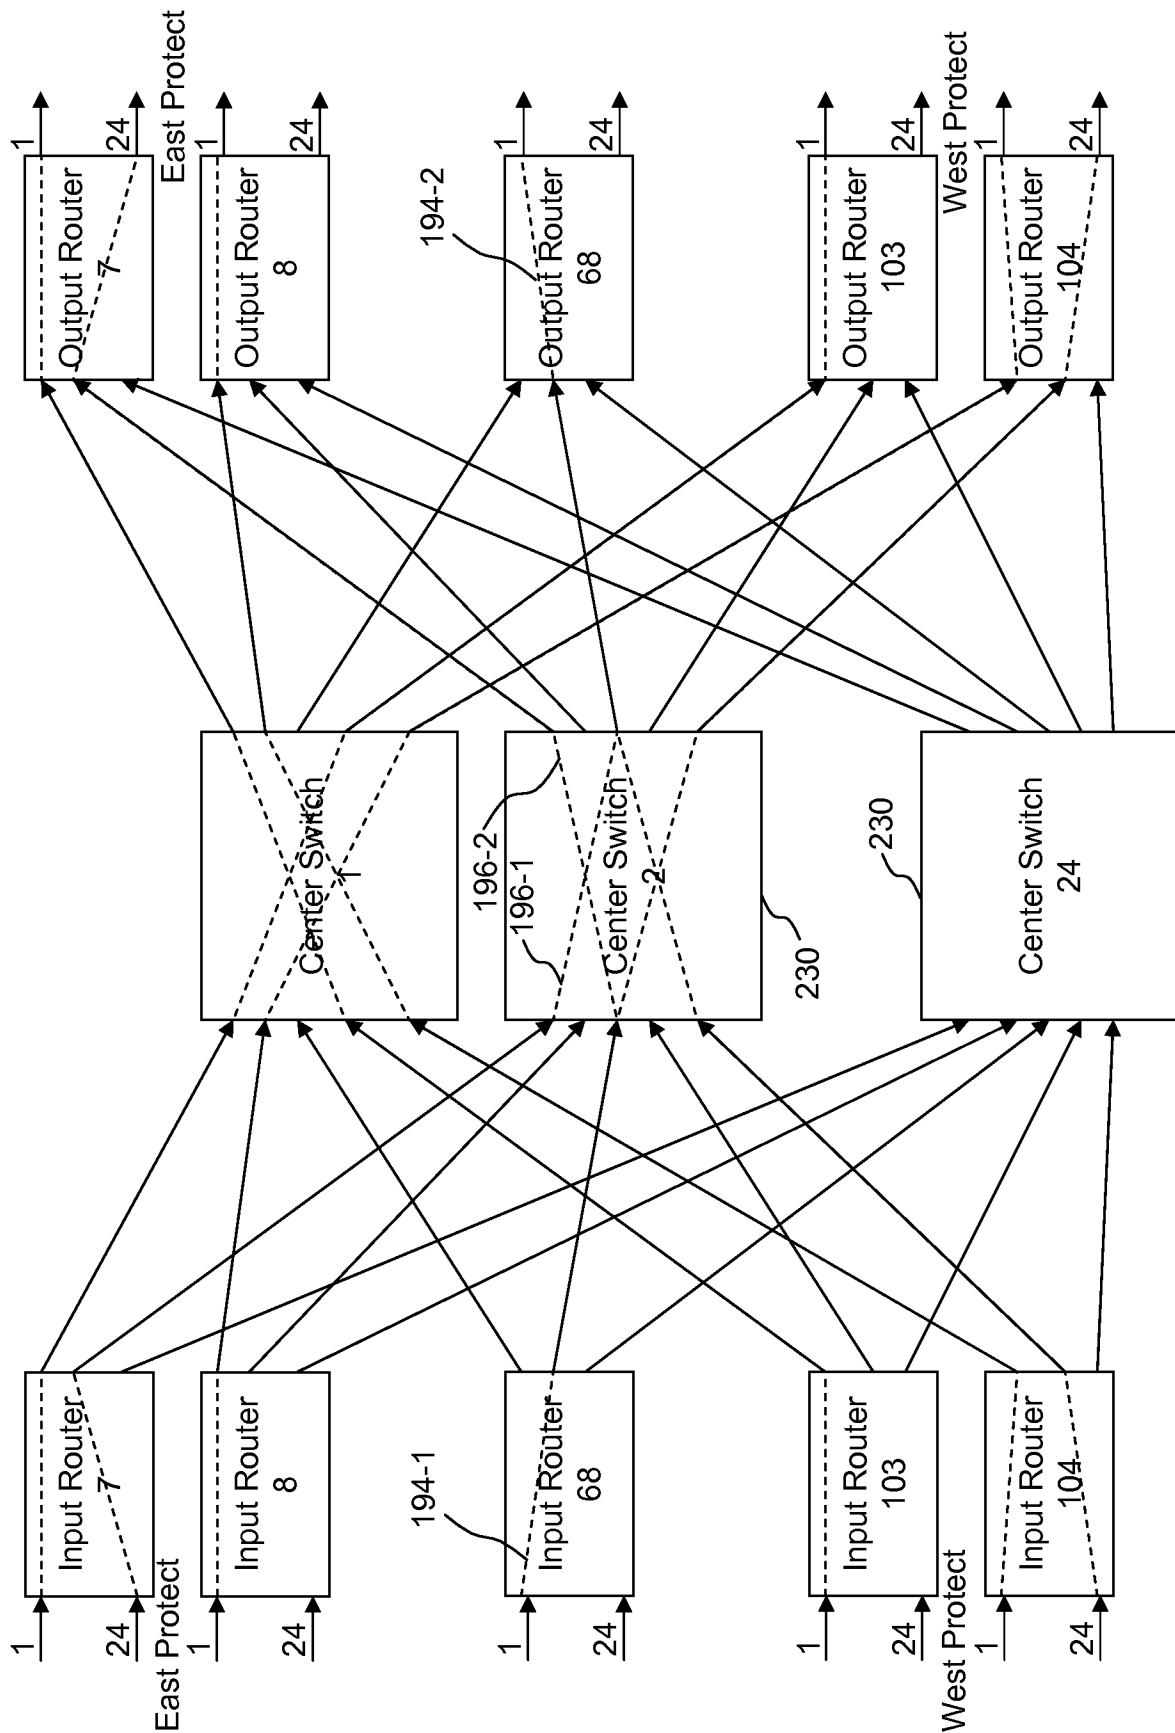 1
Input Router
7
24
East Protect
1
Input Router
8
24
194-1
1
Input Router
68
24
1
Input Router
103
24
West Protect
1
Input Router
104
24
Center Switch
1
196-2
196-1
Center Switch
2
230
230
Center Switch
24
1
Output Router
7
24
East Protect
1
Output Router
8
24
194-2
1
Output Router
68
24
1
Output Router
103
24
West Protect
1
Output Router
104
24